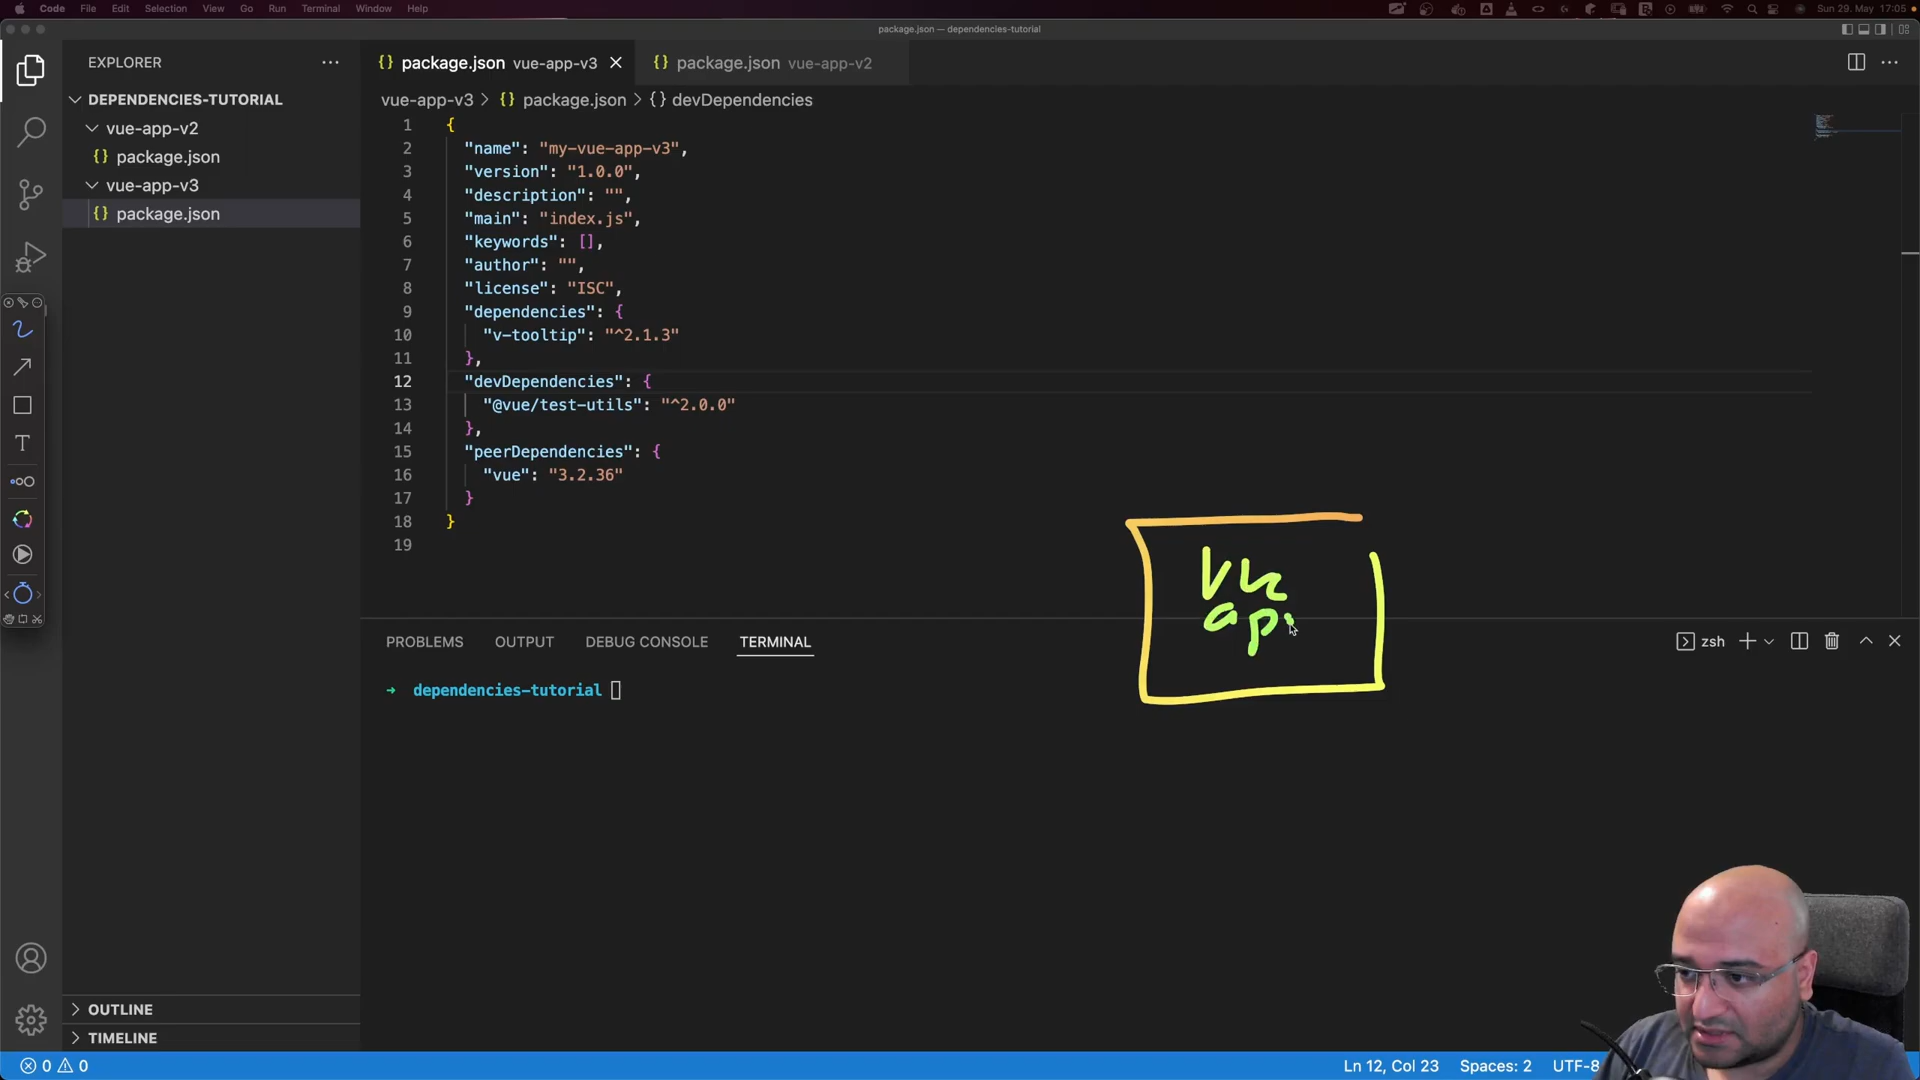 Code File Edit Selection View Go Run Terminal Window Help
Sun 29. May 17:05
package.json — dependencies-tutorial
EXPLORER
DEPENDENCIES-TUTORIAL
vue-app-v2
{} package.json
vue-app-v3
{} package.json
OUTLINE
TIMELINE
{} package.json vue-app-v3
{} package.json vue-app-v2
vue-app-v3 > {} package.json > {} devDependencies
1 {
2 "name": "my-vue-app-v3",
3 "version": "1.0.0",
4 "description": "",
5 "main": "index.js",
6 "keywords": [],
7 "author": "",
8 "license": "ISC",
9 "dependencies": {
10 "v-tooltip": "^2.1.3"
11 },
12 "devDependencies": {
13 "@vue/test-utils": "^2.0.0"
14 },
15 "peerDependencies": {
16 "vue": "3.2.36"
17 }
18 }
19
PROBLEMS OUTPUT DEBUG CONSOLE TERMINAL
zsh
→ dependencies-tutorial
T
0 0
Ln 12, Col 23 Spaces: 2 UTF-8